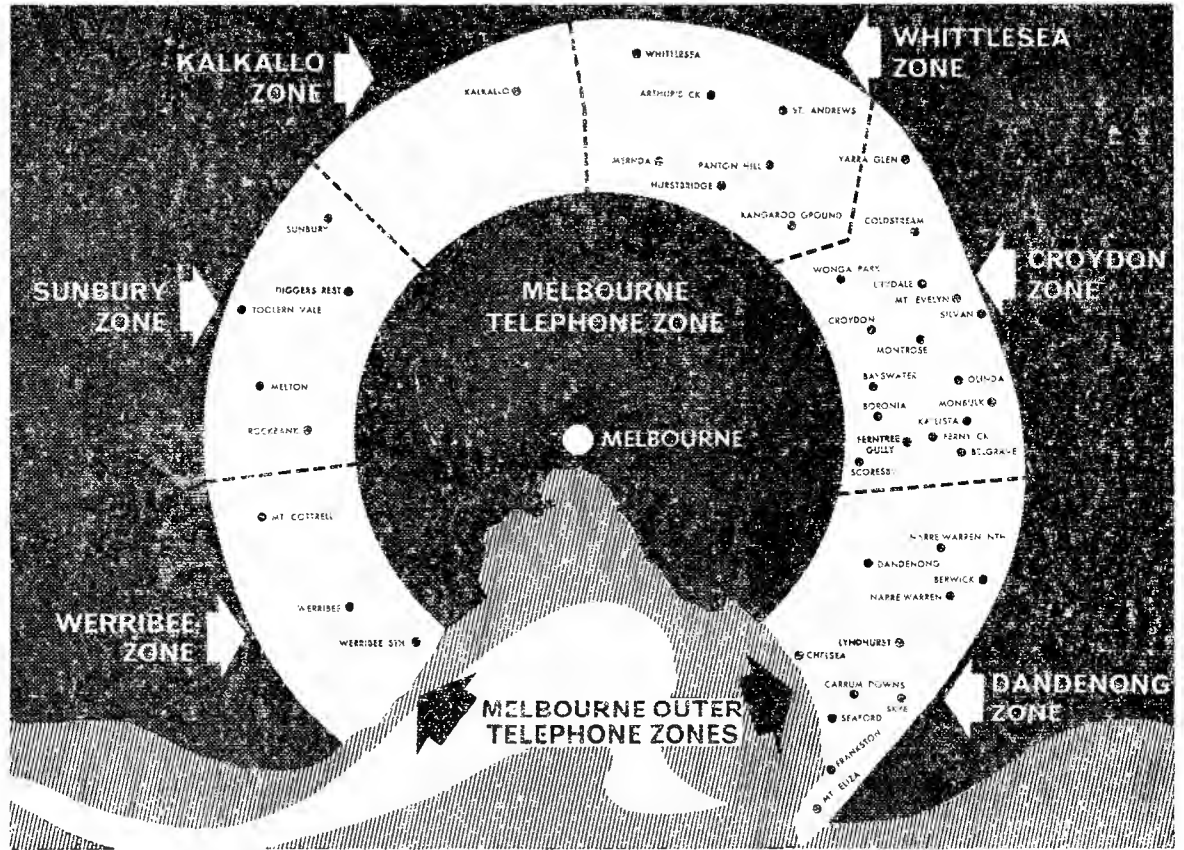 KALKALLO
ZONE
WHITTLESEA
ZONE
WHITTLESEA
KALKALLO
ARTHUR'S CK
ST. ANDREWS
MERNDA
PANTON HILL
YARRA GLEN
HURSTBRIDGE
SUNBURY
KANGAROO GROUND
COLDSTREAM
SUNBURY
ZONE
DIGGERS REST
TOOLERN VALE
MELBOURNE
TELEPHONE ZONE
WONGA PARK
LILYDALE
MT. EVELYN
SILVAN
CROYDON
ZONE
CROYDON
MONTROSE
MELTON
BAYSWATER
OLINDA
MONBULK
BORONIA
KALLISTA
ROCKBANK
MELBOURNE
FERNTREE
GULLY
FERNY CK
BELGRAVE
SCORESBY
MT. COTTRELL
NARRE WARREN NTH
DANDENONG
BERWICK
NARRE WARREN
WERRIBEE
ZONE
WERRIBEE
WERRIBEE STH
LYNDHURST
CHELSEA
CARRUM DOWNS
SKYE
DANDENONG
ZONE
MELBOURNE OUTER
TELEPHONE ZONES
SEAFORD
FRANKSTON
MT. ELIZA